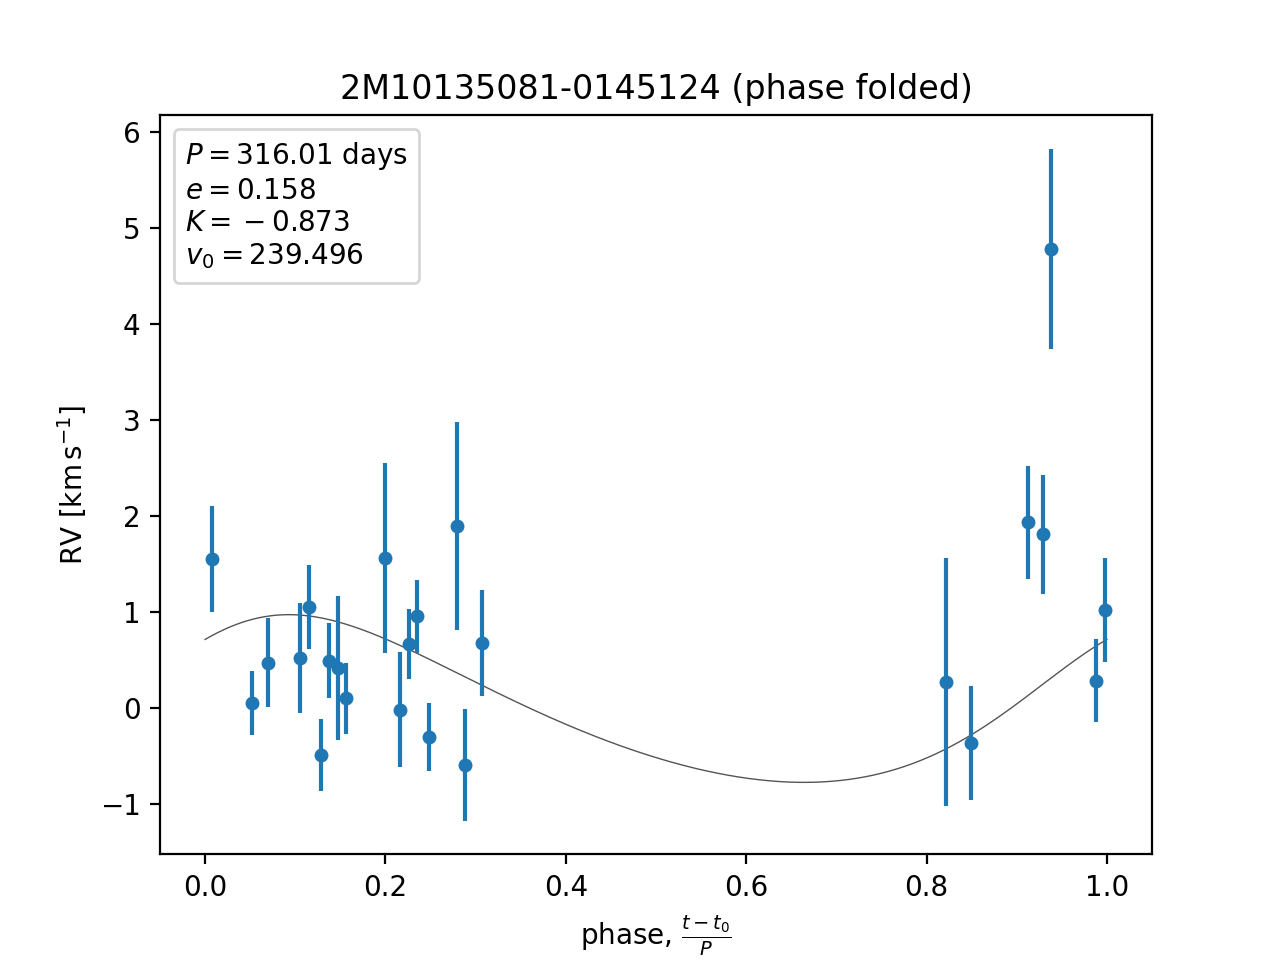 2M10135081-0145124 (phase folded)
P = 316.01 days
e = 0.158
K = −0.873
v₀ = 239.496
RV [km s⁻¹]
6
5
4
3
2
1
0
−1
0.0 0.2 0.4 0.6 0.8 1.0
phase, (t − t₀)/P